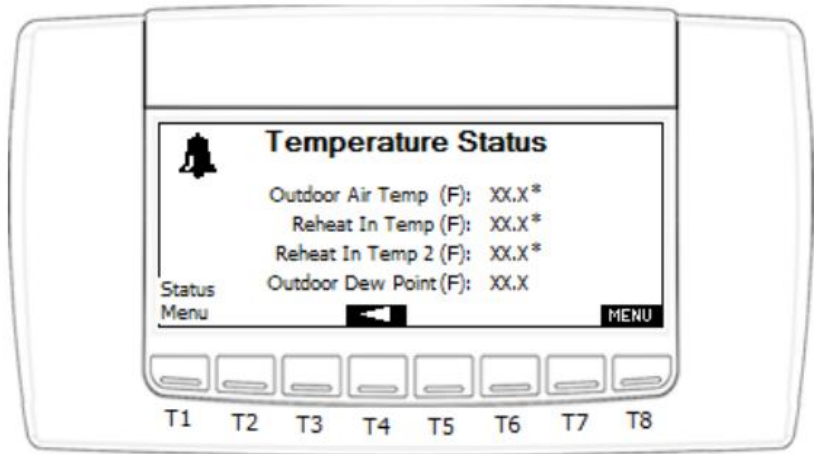 Temperature Status
Outdoor Air Temp (F): XX.X*
Reheat In Temp (F): XX.X*
Reheat In Temp 2 (F): XX.X*
Outdoor Dew Point (F): XX.X
Status
Menu
MENU
T1 T2 T3 T4 T5 T6 T7 T8